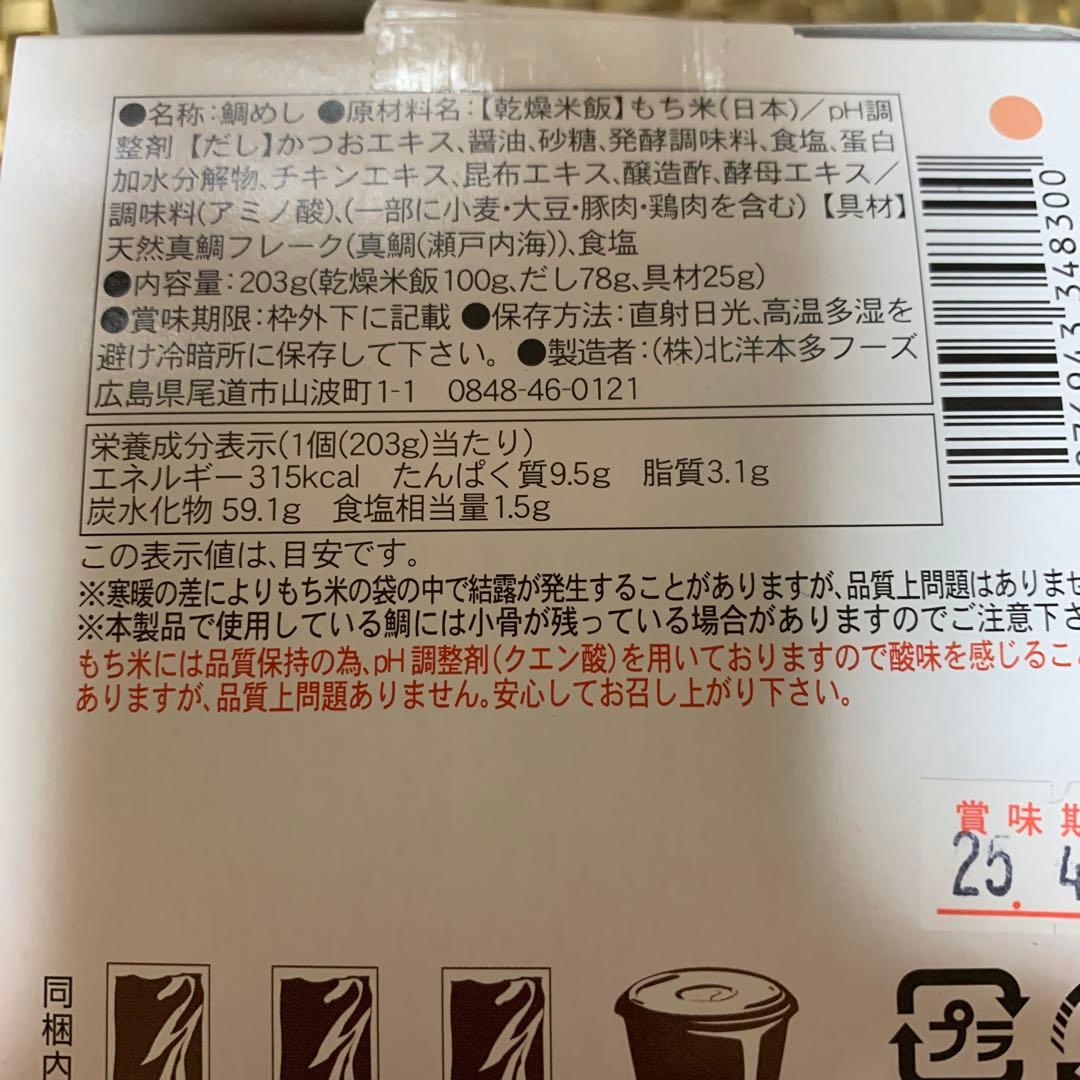 ●名称:鯛めし ●原材料名:【乾燥米飯】もち米(日本)／pH調
整剤【だし】かつおエキス、醤油、砂糖、発酵調味料、食塩、蛋白
加水分解物、チキンエキス、昆布エキス、醸造酢、酵母エキス／
調味料(アミノ酸)、(一部に小麦・大豆・豚肉・鶏肉を含む)【具材】
天然真鯛フレーク(真鯛(瀬戸内海))、食塩
●内容量:203g(乾燥米飯100g、だし78g、具材25g)
●賞味期限:枠外下に記載 ●保存方法:直射日光、高温多湿を
避け冷暗所に保存して下さい。 ●製造者:(株)北洋本多フーズ
広島県尾道市山波町1-1 0848-46-0121
栄養成分表示(1個(203g)当たり)
エネルギー315kcal たんぱく質9.5g 脂質3.1g
炭水化物 59.1g 食塩相当量1.5g
この表示値は、目安です。
※寒暖の差によりもち米の袋の中で結露が発生することがありますが、品質上問題はありませ
※本製品で使用している鯛には小骨が残っている場合がありますのでご注意下さ
もち米には品質保持の為、pH調整剤(クエン酸)を用いておりますので酸味を感じるこ
ありますが、品質上問題ありません。安心してお召し上がり下さい。
賞味
25. 4
同梱内
プラ
348300